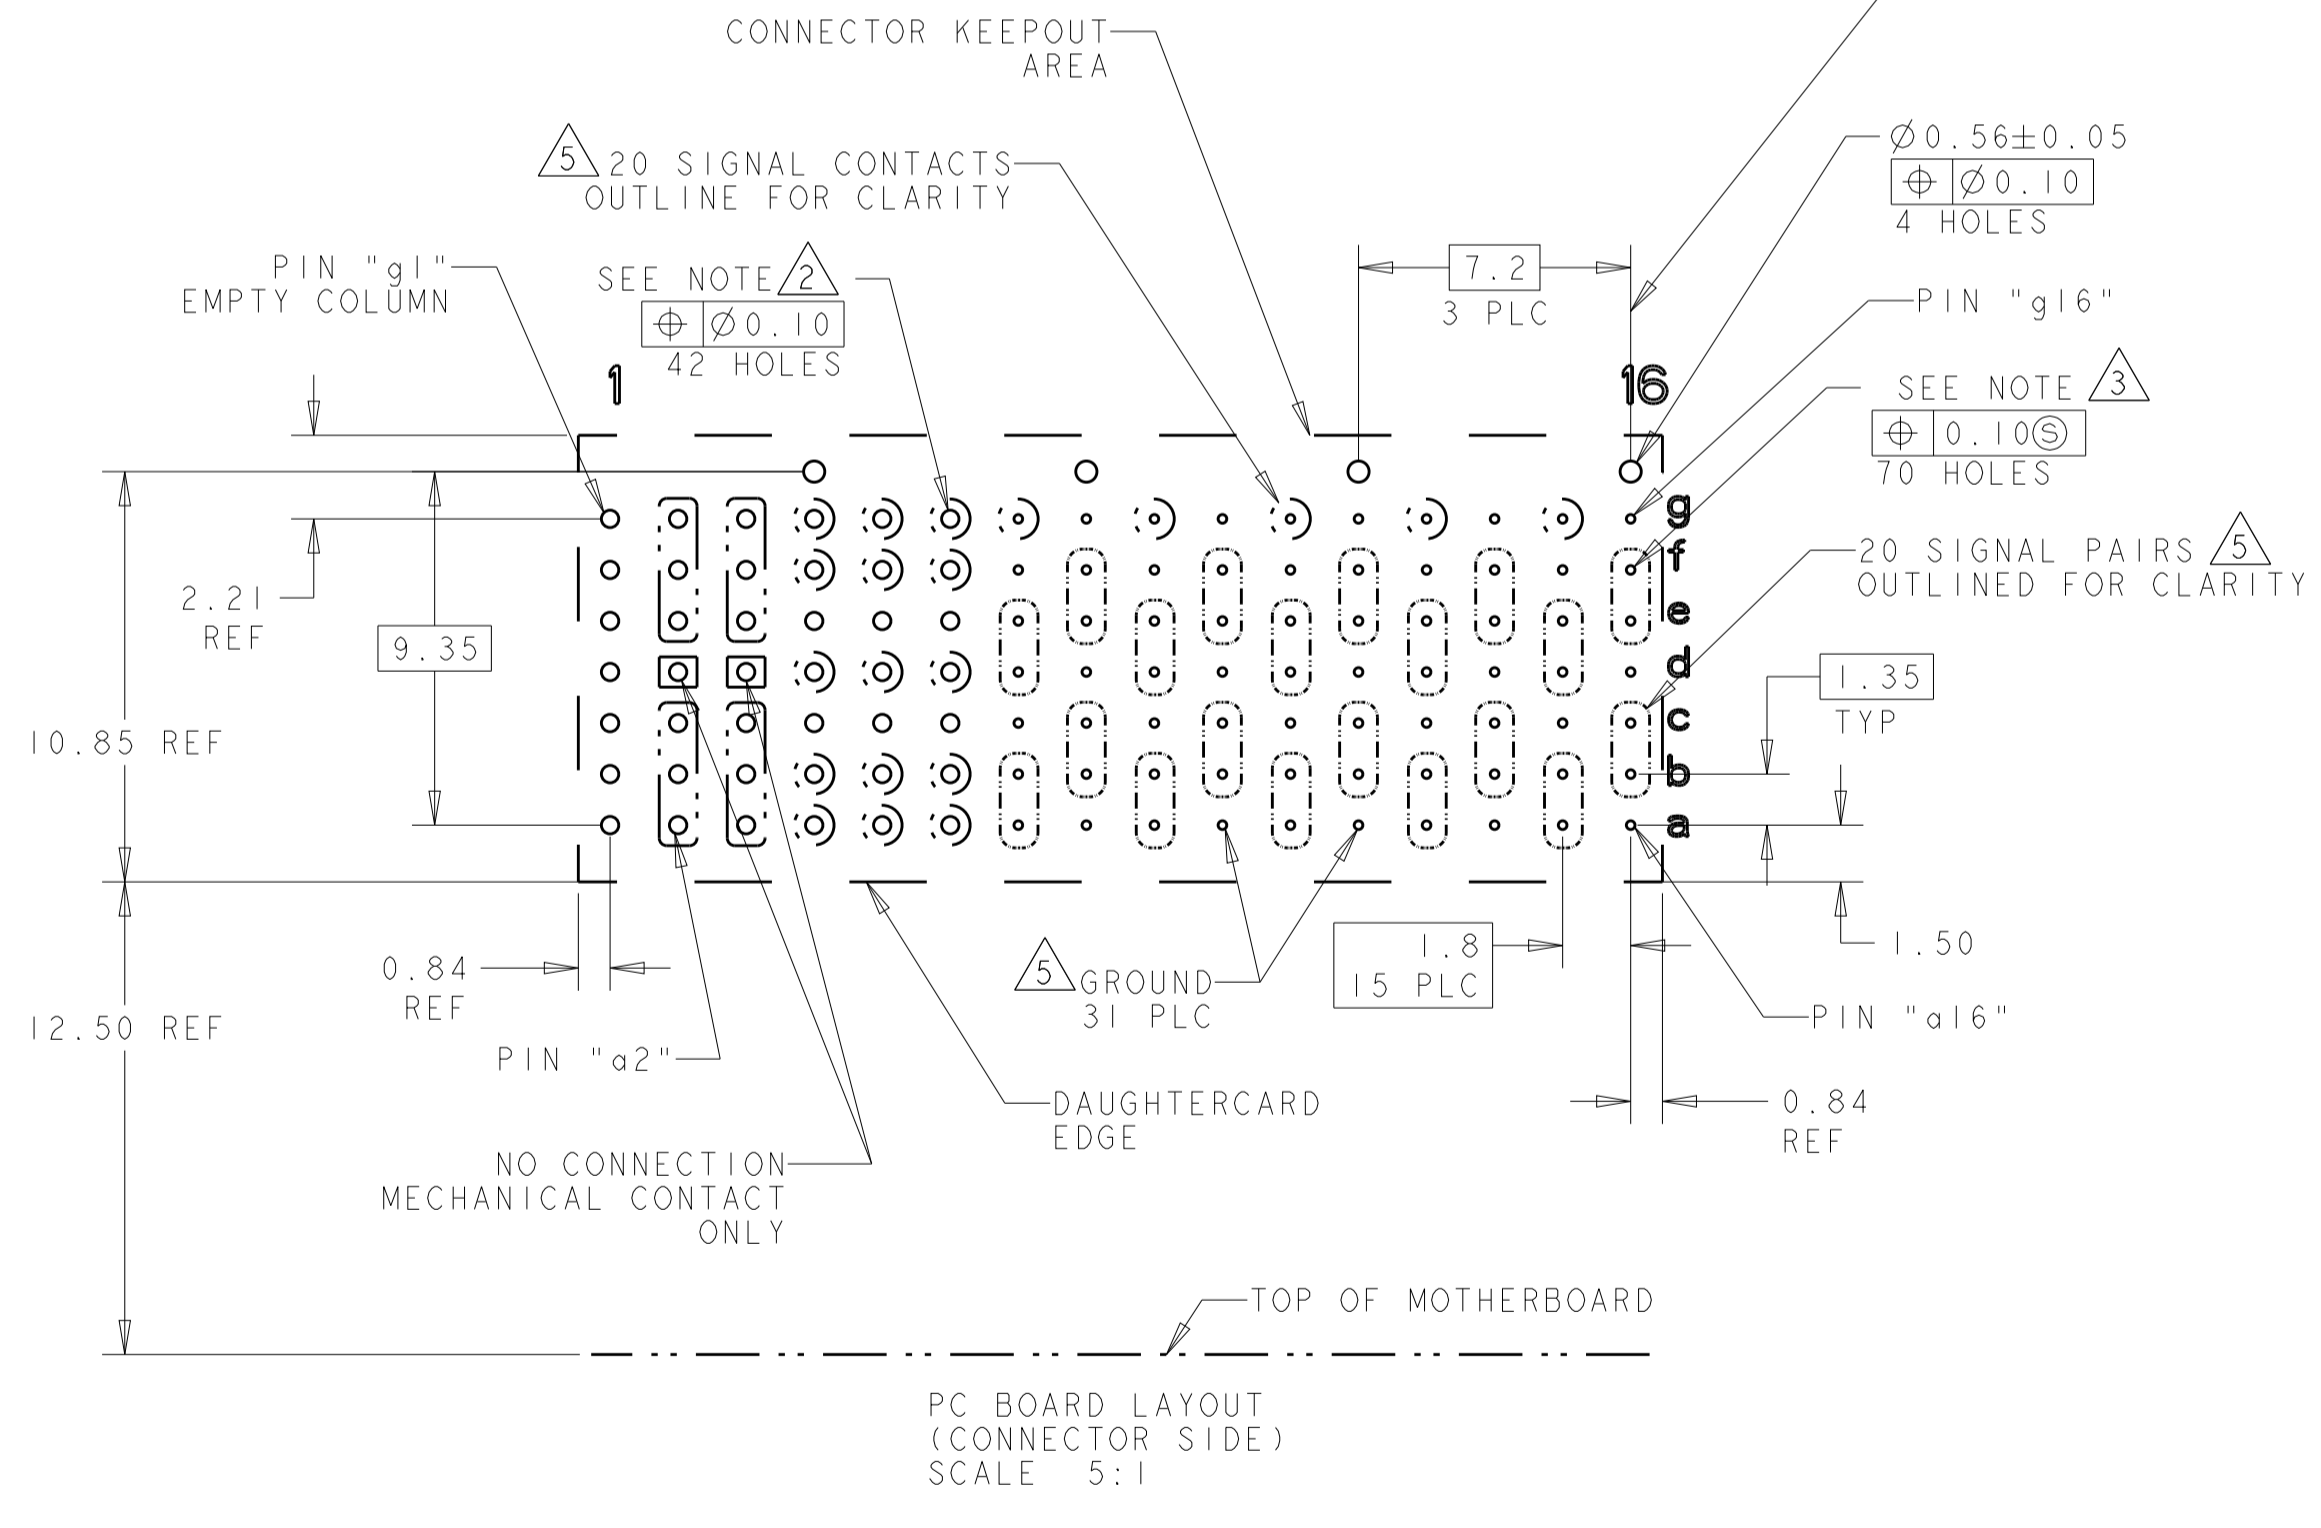 CONNECTOR KEEPOUT
AREA
5 20 SIGNAL CONTACTS
OUTLINE FOR CLARITY
Ø0.56±0.05
⌖ Ø0.10
4 HOLES
PIN "g1"
EMPTY COLUMN
SEE NOTE 2
⌖ Ø0.10
42 HOLES
7.2
3 PLC
PIN "g16"
SEE NOTE 3
⌖ 0.10Ⓢ
70 HOLES
1
16
g
f
e
d
c
b
a
20 SIGNAL PAIRS 5
OUTLINED FOR CLARITY
2.21
REF
9.35
1.35
TYP
10.85 REF
0.84
REF
12.50 REF
5 GROUND
31 PLC
1.8
15 PLC
1.50
PIN "a16"
PIN "a2"
DAUGHTERCARD
EDGE
0.84
REF
NO CONNECTION
MECHANICAL CONTACT
ONLY
TOP OF MOTHERBOARD
PC BOARD LAYOUT
(CONNECTOR SIDE)
SCALE 5:1